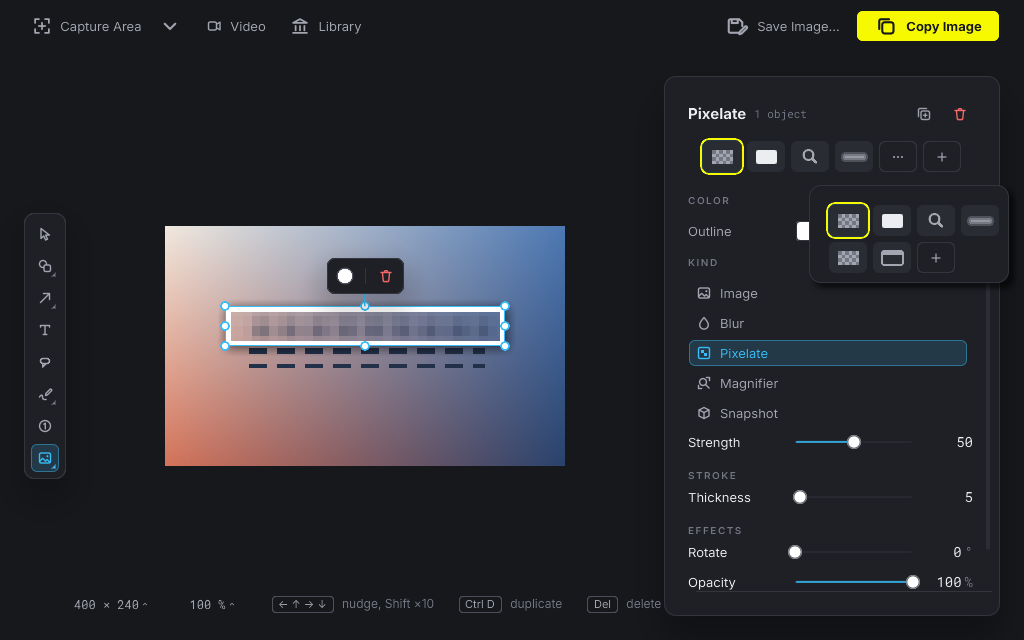 Capture Area
Video
Library
Save Image...
Copy Image
Pixelate 1 object
COLOR
Outline
KIND
Image
Blur
Pixelate
Magnifier
Snapshot
Strength 50
STROKE
Thickness 5
EFFECTS
Rotate 0 °
Opacity 100 %
400 × 240
100 %
← ↑ → ↓ nudge, Shift ×10
Ctrl D duplicate
Del delete